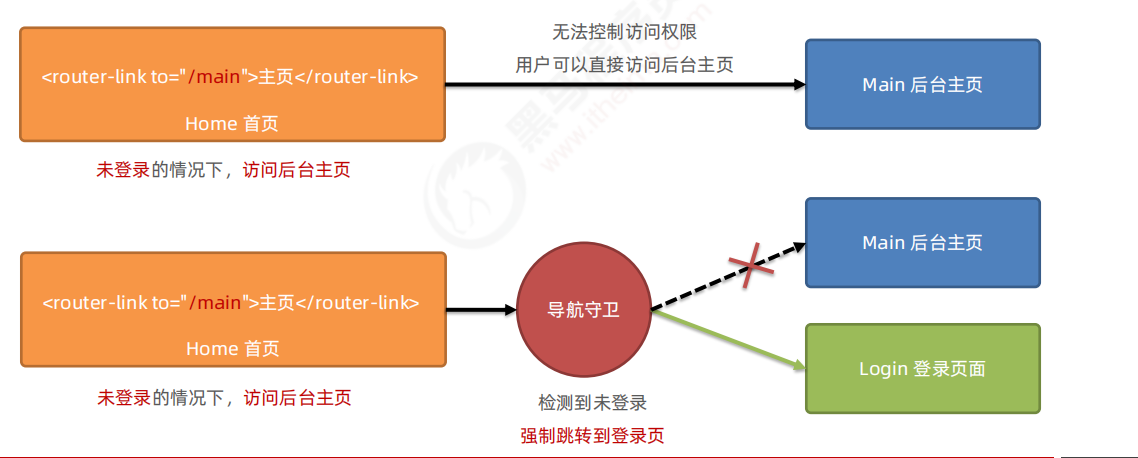 无法控制访问权限
用户可以直接访问后台主页
<router-link to="/main">主页</router-link>
Home 首页
Main 后台主页
未登录的情况下，访问后台主页
Main 后台主页
<router-link to="/main">主页</router-link>
Home 首页
导航守卫
Login 登录页面
未登录的情况下，访问后台主页
检测到未登录
强制跳转到登录页